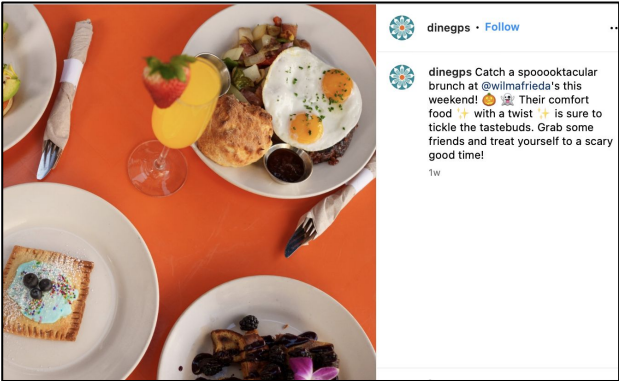 dinegps • Follow
dinegps Catch a spooooktacular
brunch at @wilmafrieda's this
weekend! 🎃 👻 Their comfort
food ✨ with a twist ✨ is sure to
tickle the tastebuds. Grab some
friends and treat yourself to a scary
good time!
1w